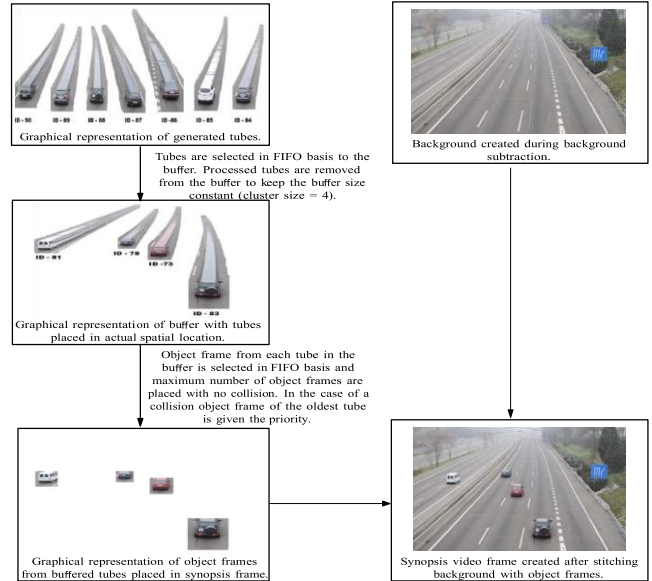 ID - 90 ID - 89 ID - 88 ID - 87 ID - 86 ID - 85 ID - 84
Graphical representation of generated tubes.
Background created during background
subtraction.
Tubes are selected in FIFO basis to the
buffer. Processed tubes are removed
from the buffer to keep the buffer size
constant (cluster size = 4).
ID - 81
ID - 78
ID - 73
ID - 83
Graphical representation of buffer with tubes
placed in actual spatial location.
Object frame from each tube in the
buffer is selected in FIFO basis and
maximum number of object frames are
placed with no collision. In the case of a
collision object frame of the oldest tube
is given the priority.
Graphical representation of object frames
from buffered tubes placed in synopsis frame.
Synopsis video frame created after stitching
background with object frames.